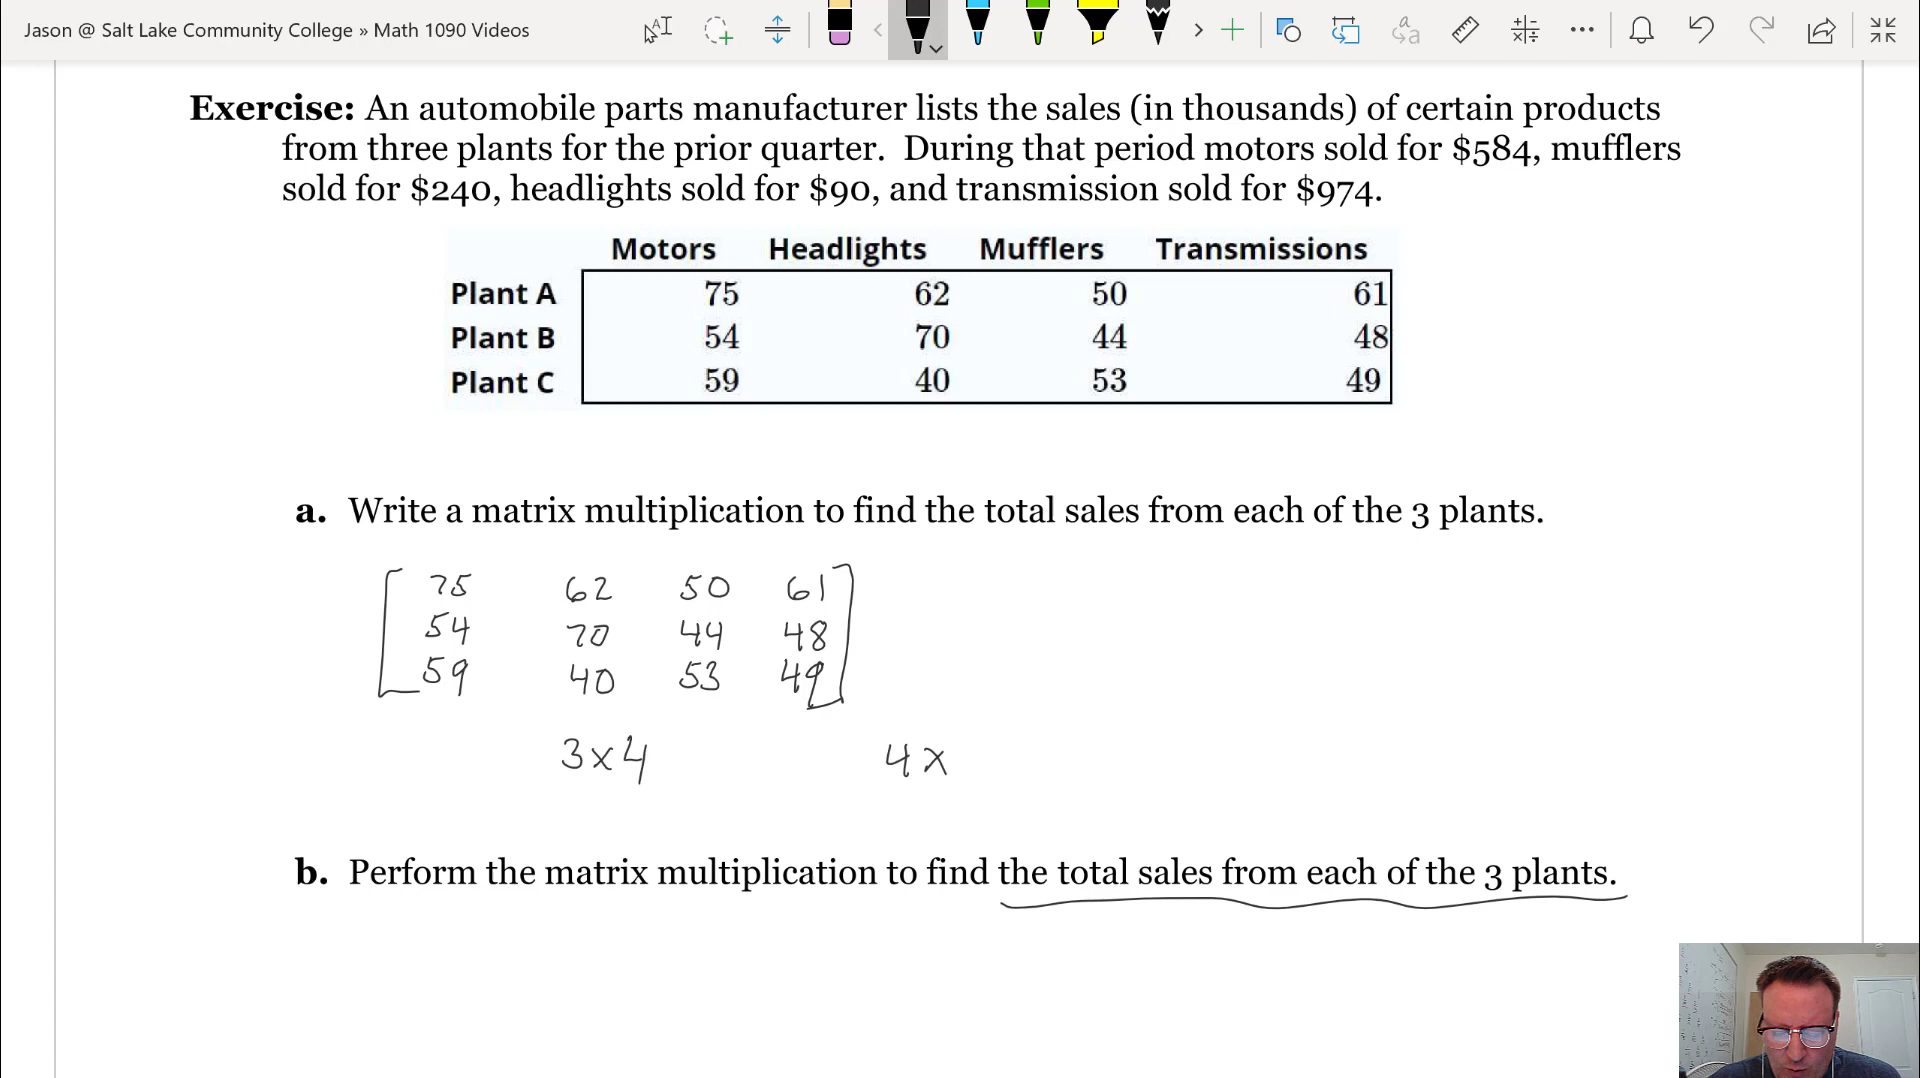 Jason @ Salt Lake Community College » Math 1090 Videos
Exercise: An automobile parts manufacturer lists the sales (in thousands) of certain products
from three plants for the prior quarter. During that period motors sold for $584, mufflers
sold for $240, headlights sold for $90, and transmission sold for $974.
Motors Headlights Mufflers Transmissions
Plant A 75 62 50 61
Plant B 54 70 44 48
Plant C 59 40 53 49
a. Write a matrix multiplication to find the total sales from each of the 3 plants.
75 62 50 61
54 70 44 48
59 40 53 49
3x4 4x
b. Perform the matrix multiplication to find the total sales from each of the 3 plants.